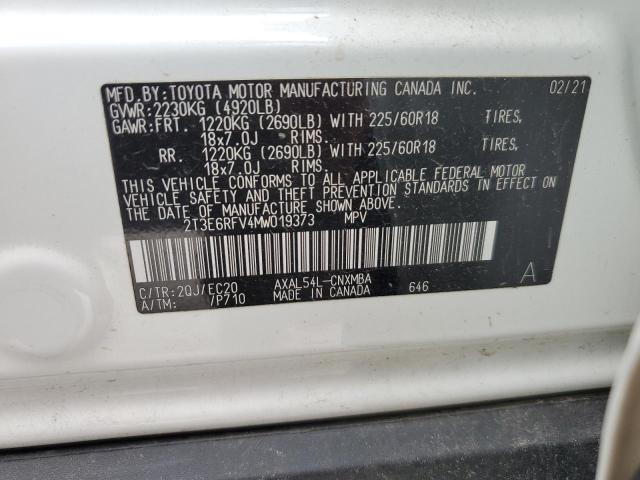 MFD.BY:TOYOTA MOTOR MANUFACTURING CANADA INC. 02/21
GVWR:2230KG (4920LB)
GAWR:FRT. 1220KG (2690LB) WITH 225/60R18 TIRES,
18x7.0J RIMS.
RR. 1220KG (2690LB) WITH 225/60R18 TIRES,
18x7.0J RIMS.
THIS VEHICLE CONFORMS TO ALL APPLICABLE FEDERAL MOTOR
VEHICLE SAFETY AND THEFT PREVENTION STANDARDS IN EFFECT ON
THE DATE OF MANUFACTURE SHOWN ABOVE.
2T3E6RFV4MW019373 MPV
C/TR:2QJ/EC20 AXAL54L-CNXMBA 646 A
A/TM: /P710 MADE IN CANADA